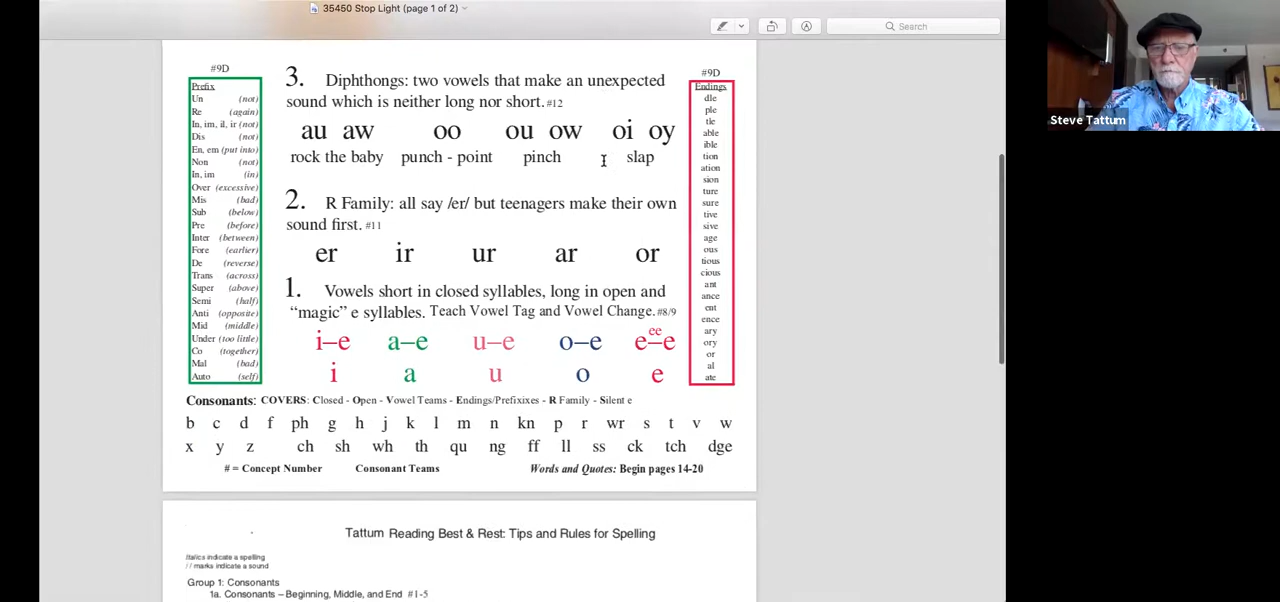 35450 Stop Light (page 1 of 2)
Search
#9D
Prefix
Un (not)
Re (again)
In, im, il, ir (not)
Dis (not)
En, em (put into)
Non (not)
In, im (in)
Over (excessive)
Mis (bad)
Sub (below)
Pre (before)
Inter (between)
Fore (earlier)
De (reverse)
Trans (across)
Super (above)
Semi (half)
Anti (opposite)
Mid (middle)
Under (too little)
Co (together)
Mal (bad)
Auto (self)
3. Diphthongs: two vowels that make an unexpected
sound which is neither long nor short. #12
au aw oo ou ow oi oy
rock the baby punch - point pinch slap
2. R Family: all say /er/ but teenagers make their own
sound first. #11
er ir ur ar or
1. Vowels short in closed syllables, long in open and
“magic” e syllables. Teach Vowel Tag and Vowel Change. #8/9
ee
i–e a–e u–e o–e e–e
i a u o e
#9D
Endings
dle
ple
tle
able
ible
tion
ation
sion
ture
sure
tive
sive
age
ous
tious
cious
ant
ance
ent
ence
ary
ory
or
al
ate
Consonants: COVERS: Closed - Open - Vowel Teams - Endings/Prefixixes - R Family - Silent e
b c d f ph g h j k l m n kn p r wr s t v w
x y z ch sh wh th qu ng ff ll ss ck tch dge
# = Concept Number Consonant Teams Words and Quotes: Begin pages 14-20
Tattum Reading Best & Rest: Tips and Rules for Spelling
Italics indicate a spelling
/ / marks indicate a sound
Group 1: Consonants
1a. Consonants – Beginning, Middle, and End #1-5
Steve Tattum